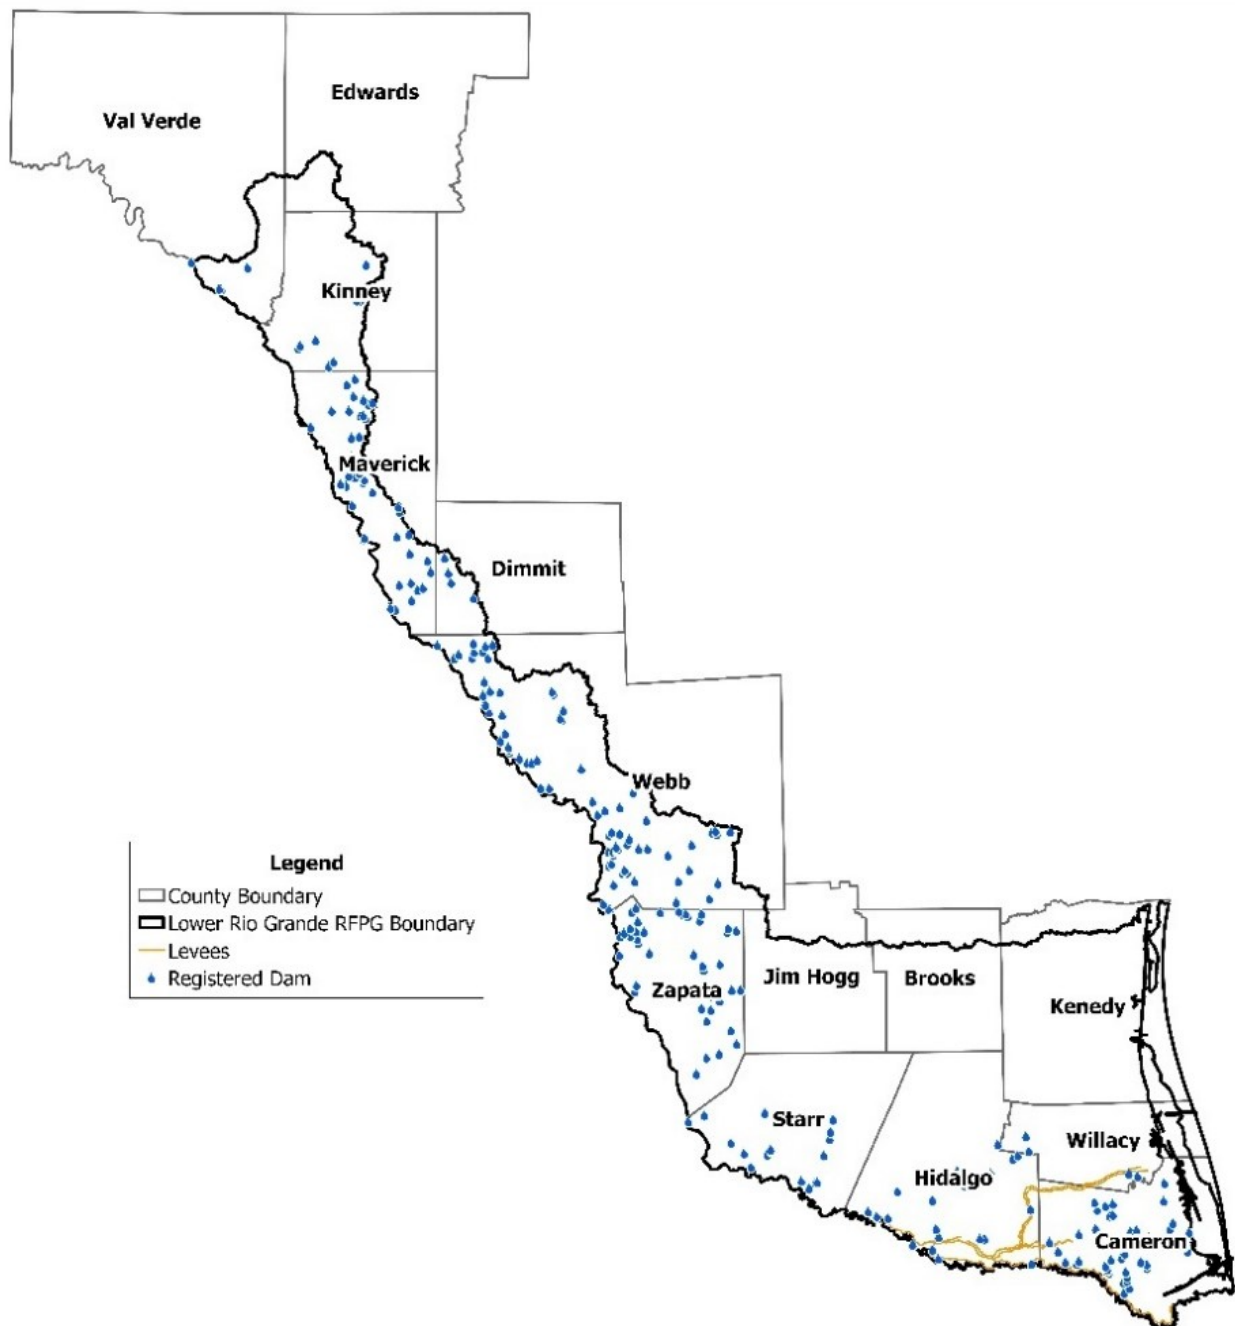 Edwards
Val Verde
Kinney
Maverick
Dimmit
Webb
Legend
County Boundary
Lower Rio Grande RFPG Boundary
Levees
Registered Dam
Zapata
Jim Hogg
Brooks
Kenedy
Starr
Willacy
Hidalgo
Cameron